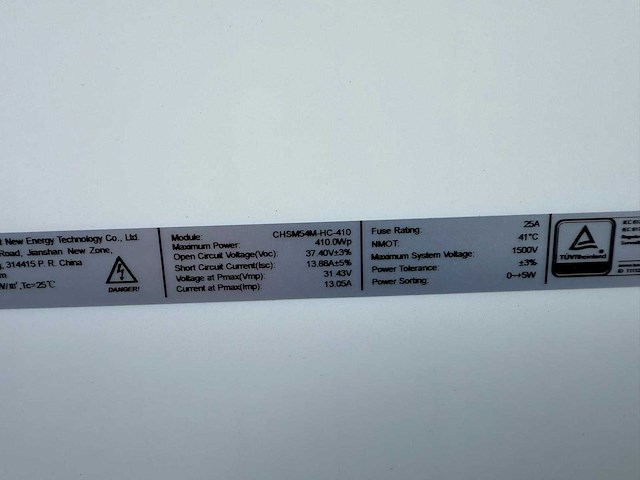 t New Energy Technology Co., Ltd.
Road, Jianshan New Zone,
, 314415 P. R. China
m
W/m², Tc=25℃
DANGER!
Module: CHSM54M-HC-410
Maximum Power: 410.0Wp
Open Circuit Voltage(Voc): 37.40V±3%
Short Circuit Current(Isc): 13.88A±5%
Voltage at Pmax(Vmp): 31.43V
Current at Pmax(Imp): 13.05A
Fuse Rating: 25A
NMOT: 41°C
Maximum System Voltage: 1500V
Power Tolerance: ±3%
Power Sorting: 0~+5W
TÜVRheinland